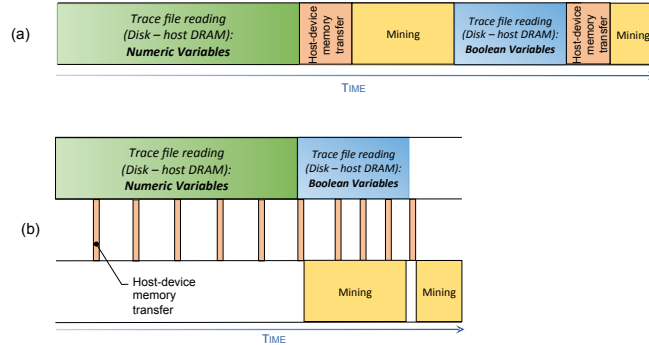 (a)
Trace file reading
(Disk – host DRAM):
Numeric Variables
Host-device
memory
transfer
Mining
Trace file reading
(Disk – host DRAM):
Boolean Variables
Host-device
memory
transfer
Mining
TIME
(b)
Trace file reading
(Disk – host DRAM):
Numeric Variables
Trace file reading
(Disk – host DRAM):
Boolean Variables
Host-device
memory
transfer
Mining
Mining
TIME